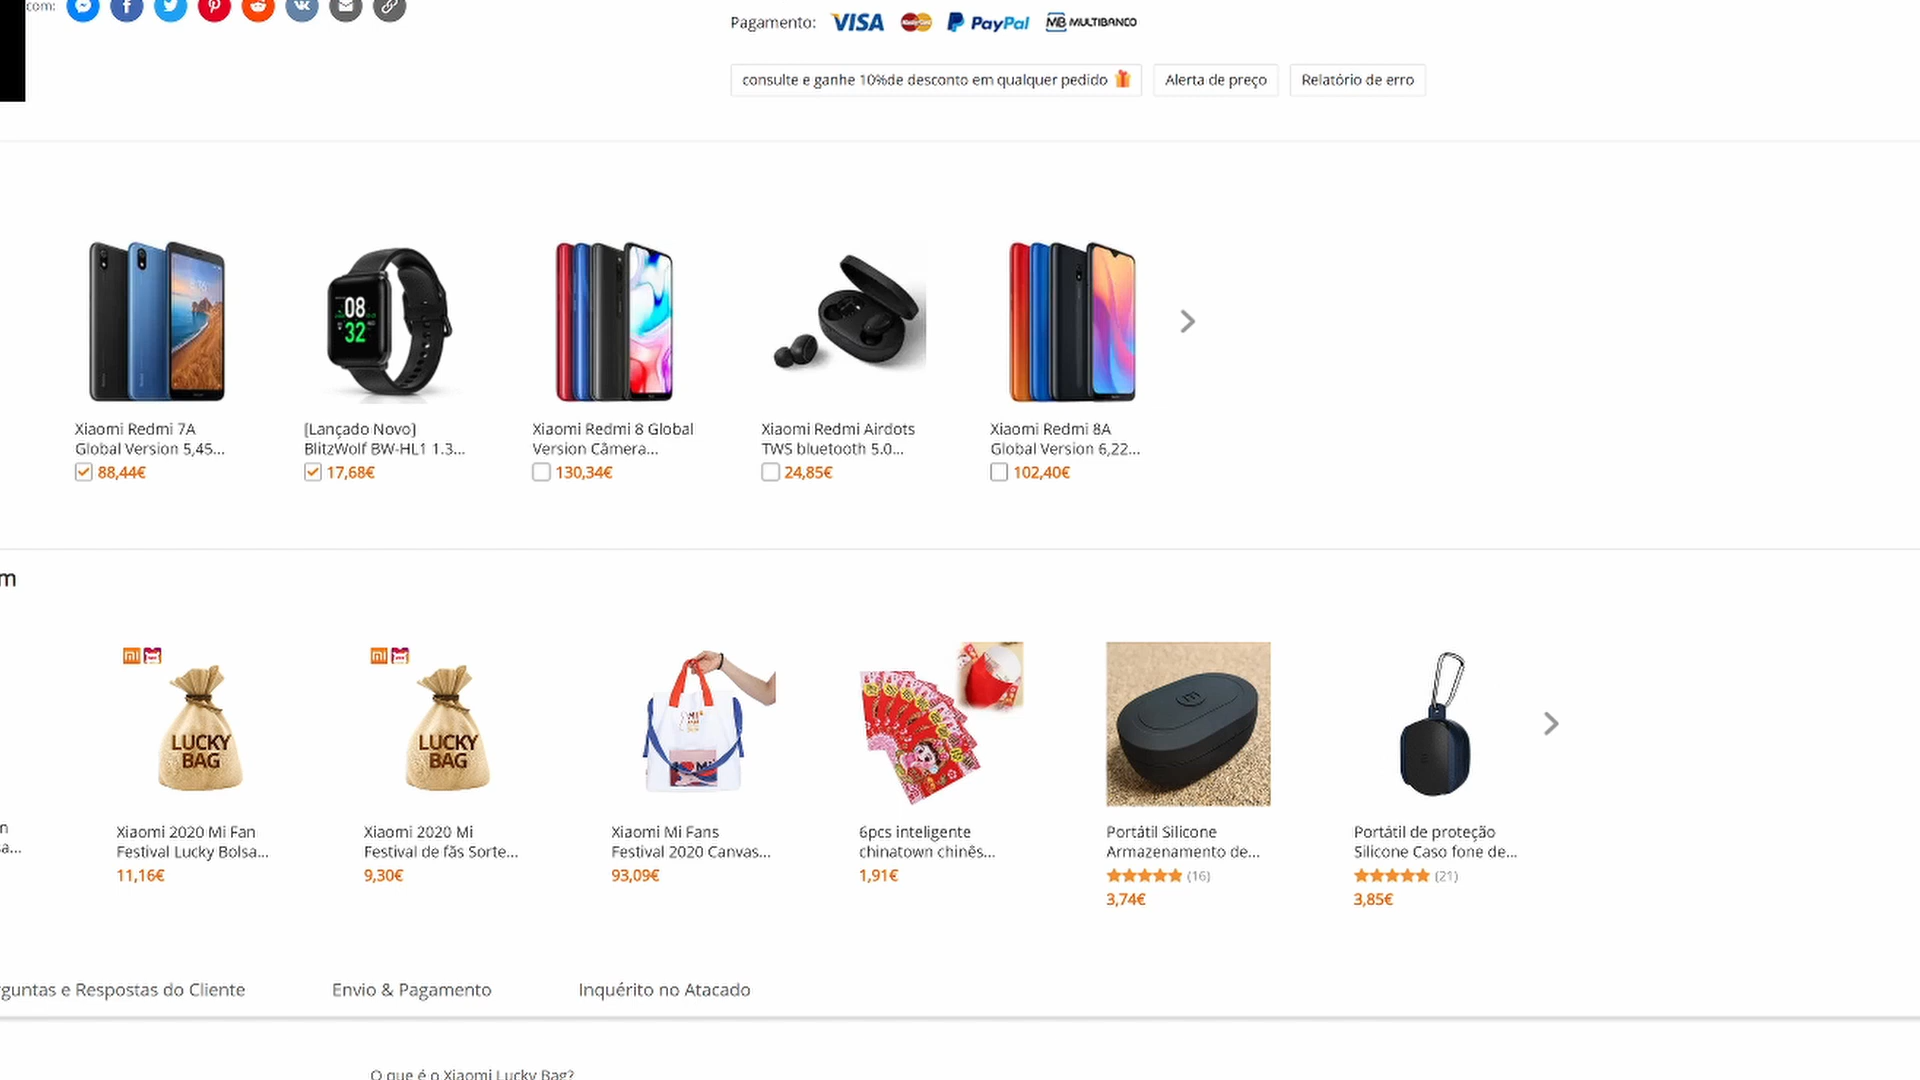 com:
Pagamento: VISA MasterCard PayPal MB MULTIBANCO
consulte e ganhe 10%de desconto em qualquer pedido
Alerta de preço
Relatório de erro
08
32
Xiaomi Redmi 7A
Global Version 5,45...
88,44€
[Lançado Novo]
BlitzWolf BW-HL1 1.3...
17,68€
Xiaomi Redmi 8 Global
Version Câmera...
130,34€
Xiaomi Redmi Airdots
TWS bluetooth 5.0...
24,85€
Xiaomi Redmi 8A
Global Version 6,22...
102,40€
m
LUCKY
BAG
LUCKY
BAG
n
a...
Xiaomi 2020 Mi Fan
Festival Lucky Bolsa...
11,16€
Xiaomi 2020 Mi
Festival de fãs Sorte...
9,30€
Xiaomi Mi Fans
Festival 2020 Canvas...
93,09€
6pcs inteligente
chinatown chinês...
1,91€
Portátil Silicone
Armazenamento de...
(16)
3,74€
Portátil de proteção
Silicone Caso fone de...
(21)
3,85€
guntas e Respostas do Cliente
Envio & Pagamento
Inquérito no Atacado
O que é o Xiaomi Lucky Bag?